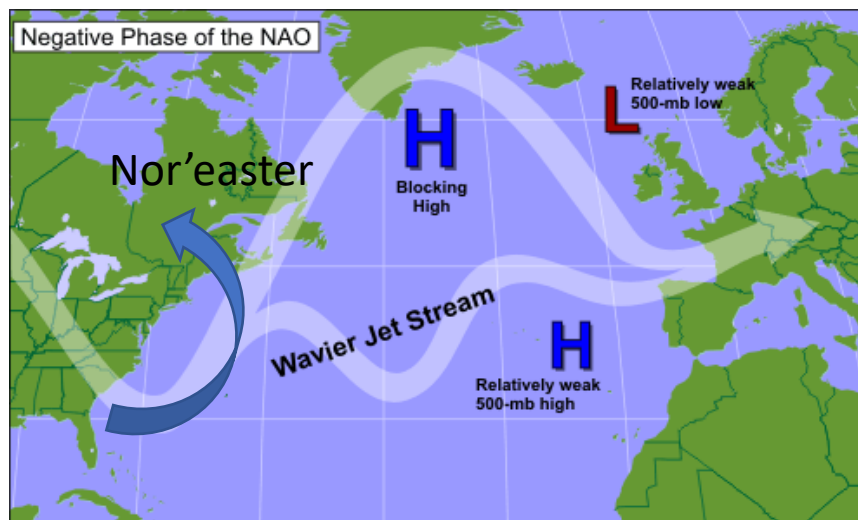 Negative Phase of the NAO
Relatively weak
500-mb low
L
H
Nor’easter
Blocking
High
Wavier Jet Stream
H
Relatively weak
500-mb high